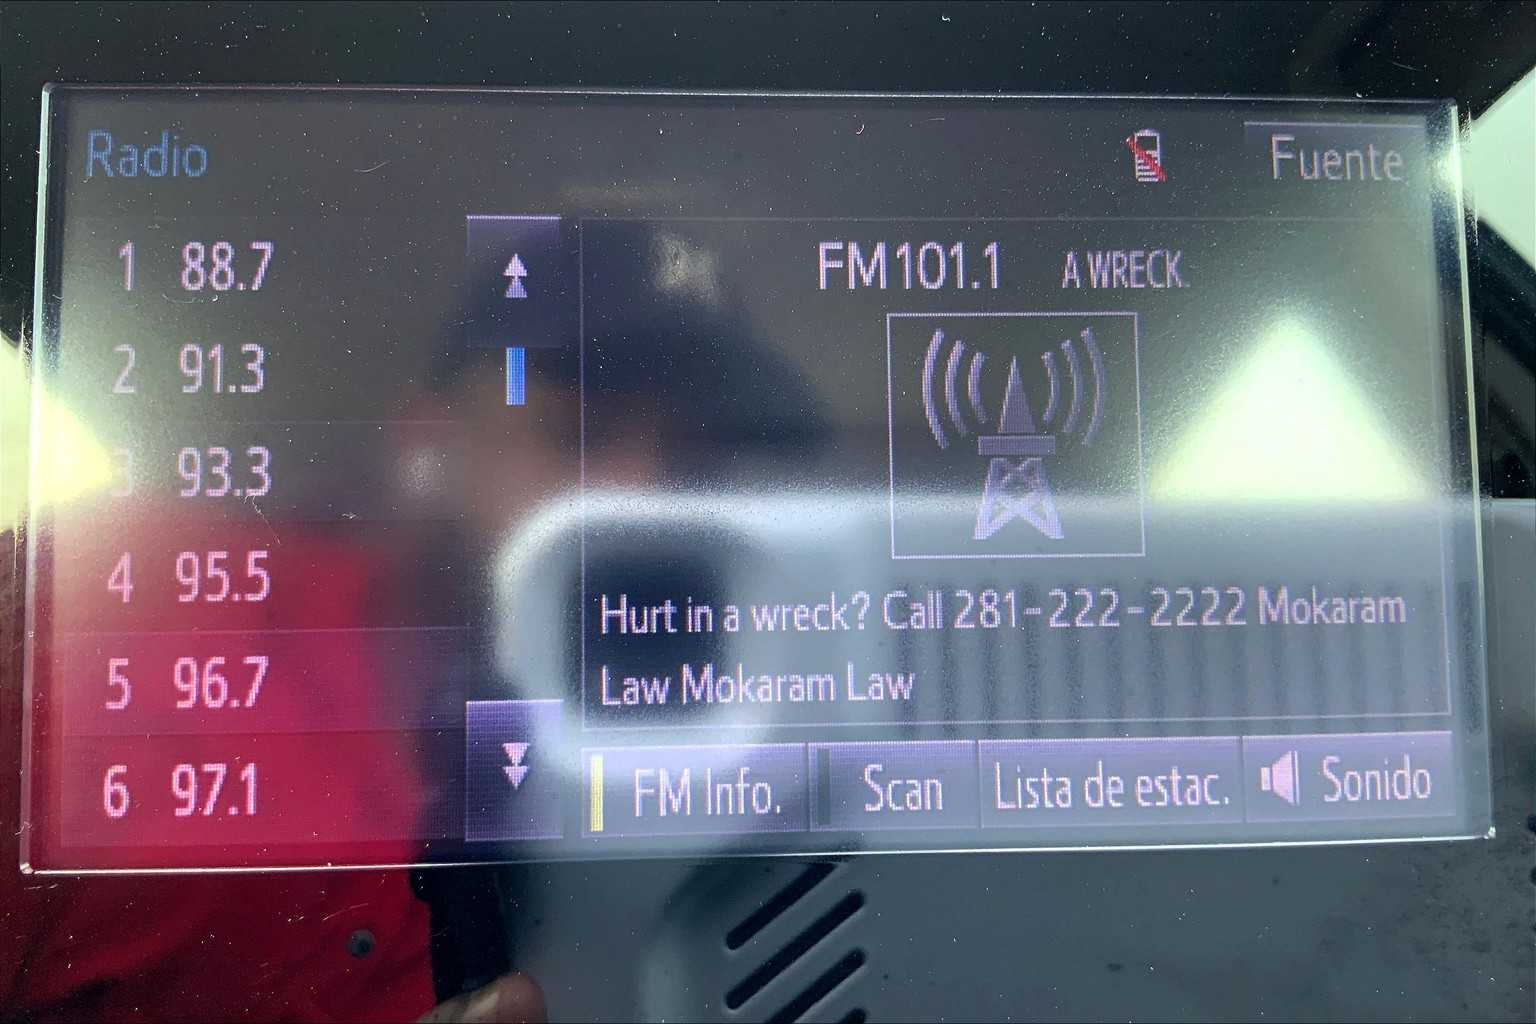 Radio
Fuente
1 88.7
2 91.3
3 93.3
4 95.5
5 96.7
6 97.1
FM 101.1 A WRECK.
Hurt in a wreck? Call 281-222-2222 Mokaram
Law Mokaram Law
FM Info.
Scan
Lista de estac.
Sonido